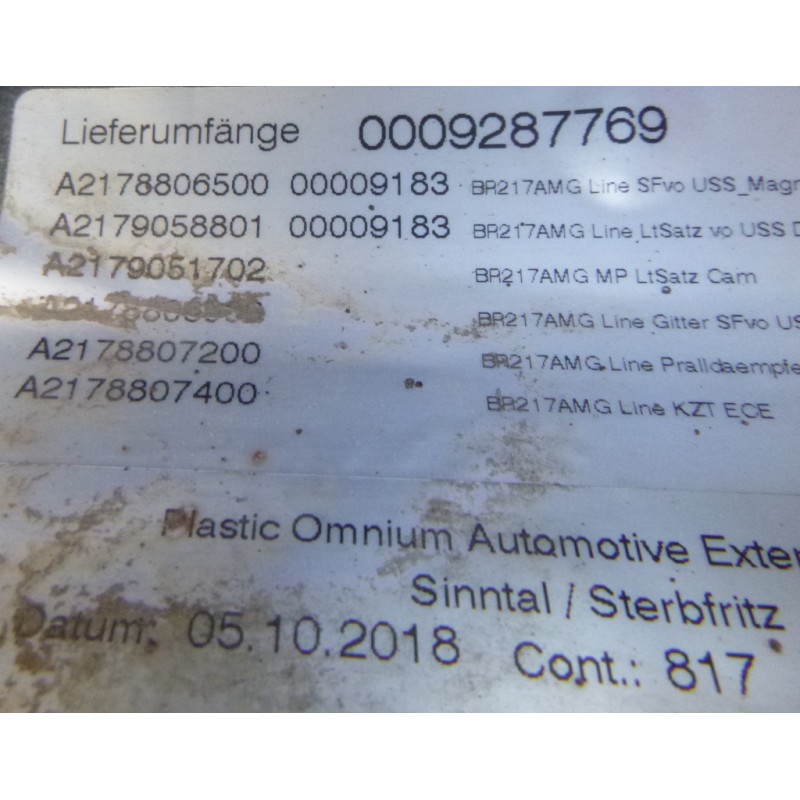 Lieferumfänge 0009287769
A2178806500 00009183 BR217AMG Line SFvo USS_Magn
A2179058801 00009183 BR217AMG Line LtSatz vo USS D
A2179051702 BR217AMG MP LtSatz Cam
BR217AMG Line Gitter SFvo US
A2178807200 BR217AMG Line Pralldaempfe
A2178807400 BR217AMG Line KZT ECE
Plastic Omnium Automotive Exter
Sinntal / Sterbfritz
Datum: 05.10.2018 Cont.: 817